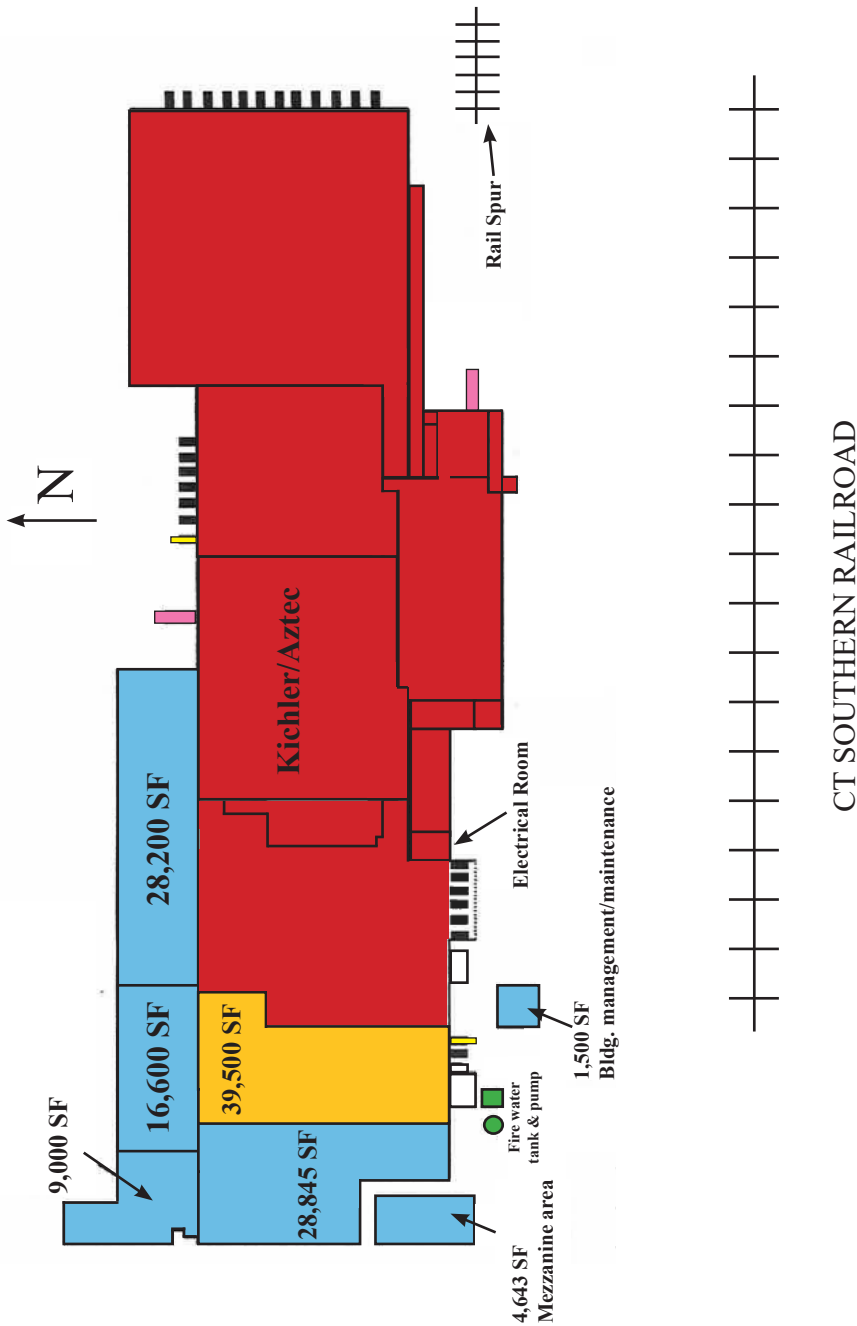 N
Rail Spur
Kichler/Aztec
28,200 SF
16,600 SF
9,000 SF
39,500 SF
28,845 SF
Electrical Room
1,500 SF
Bldg. management/maintenance
Fire water
tank & pump
4,643 SF
Mezzanine area
CT SOUTHERN RAILROAD